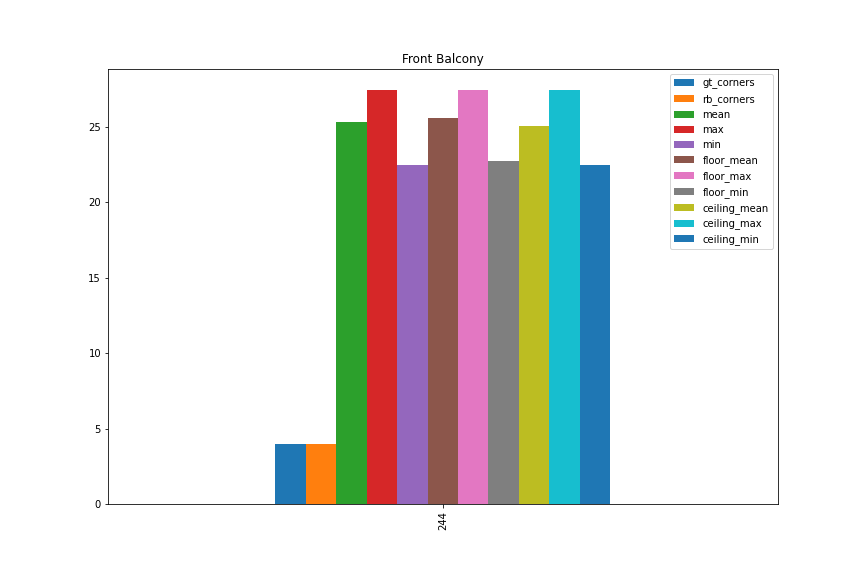 Front Balcony
gt_corners
rb_corners
mean
max
min
floor_mean
floor_max
floor_min
ceiling_mean
ceiling_max
ceiling_min
25
20
15
10
5
0
244